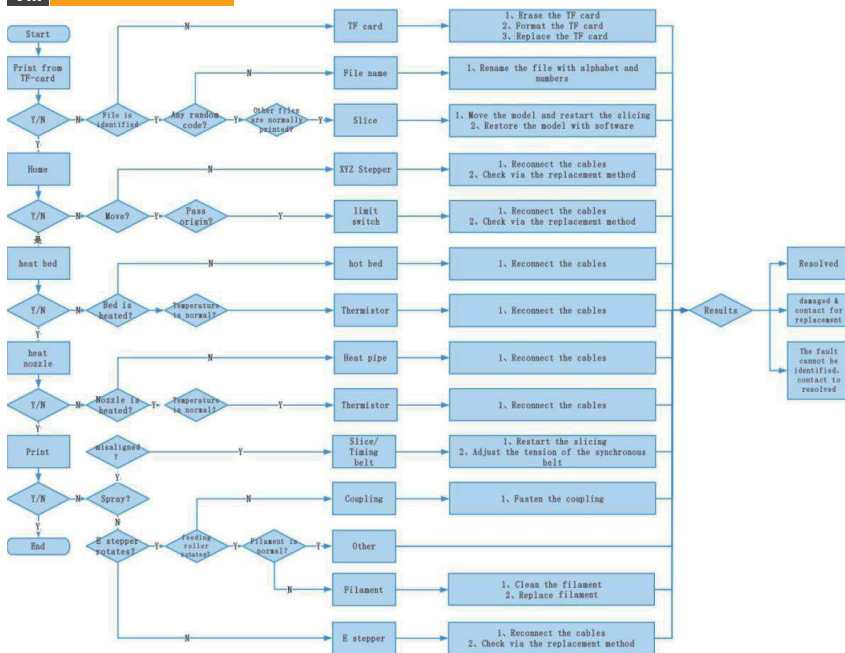 Start
N
TF card
1、Erase the TF card
2、Format the TF card
3、Replace the TF card
Print from
TF-card
N
File name
1、Rename the file with alphabet and
numbers
Y/N
N
File is
identified
Y
Any random
code?
Y
Other files
are normally
printed?
Y
Slice
1、Move the model and restart the slicing
2、Restore the model with software
Y
Home
N
XYZ Stepper
1、Reconnect the cables
2、Check via the replacement method
Y/N
N
Move?
Y
Pass
origin?
Y
limit
switch
1、Reconnect the cables
2、Check via the replacement method
是
heat bed
N
hot bed
1、Reconnect the cables
Resolved
Y/N
N
Bed is
heated?
Temperature
is normal?
Thermistor
1、Reconnect the cables
Results
damaged &
contact for
replacement
Y
heat
nozzle
N
Heat pipe
1、Reconnect the cables
The fault
cannot be
identified,
contact to
resolved
Y/N
N
Nozzle is
heated?
Y
Temperature
is normal?
Y
Thermistor
1、Reconnect the cables
Y
Print
misaligned
?
Y
Slice/
Timing
belt
1、Restart the slicing
2、Adjust the tension of the synchronous
belt
Y
Y/N
N
Spray?
N
Coupling
1、Fasten the coupling
Y
N
End
E stepper
rotates?
Y
Feeding
roller
rotates?
Y
Filament is
normal?
Y
Other
N
Filament
1、Clean the filament
2、Replace filament
N
E stepper
1、Reconnect the cables
2、Check via the replacement method